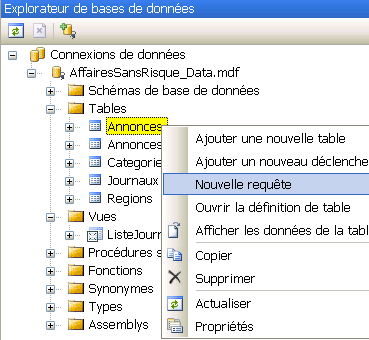 Explorateur de bases de données
Connexions de données
AffairesSansRisque_Data.mdf
Schémas de base de données
Tables
Annonces
Annonces
Categorie
Journaux
Regions
Vues
ListeJourn
Procédures s
Fonctions
Synonymes
Types
Assemblys
Ajouter une nouvelle table
Ajouter un nouveau déclenche
Nouvelle requête
Ouvrir la définition de table
Afficher les données de la tabl
Copier
Supprimer
Actualiser
Propriétés